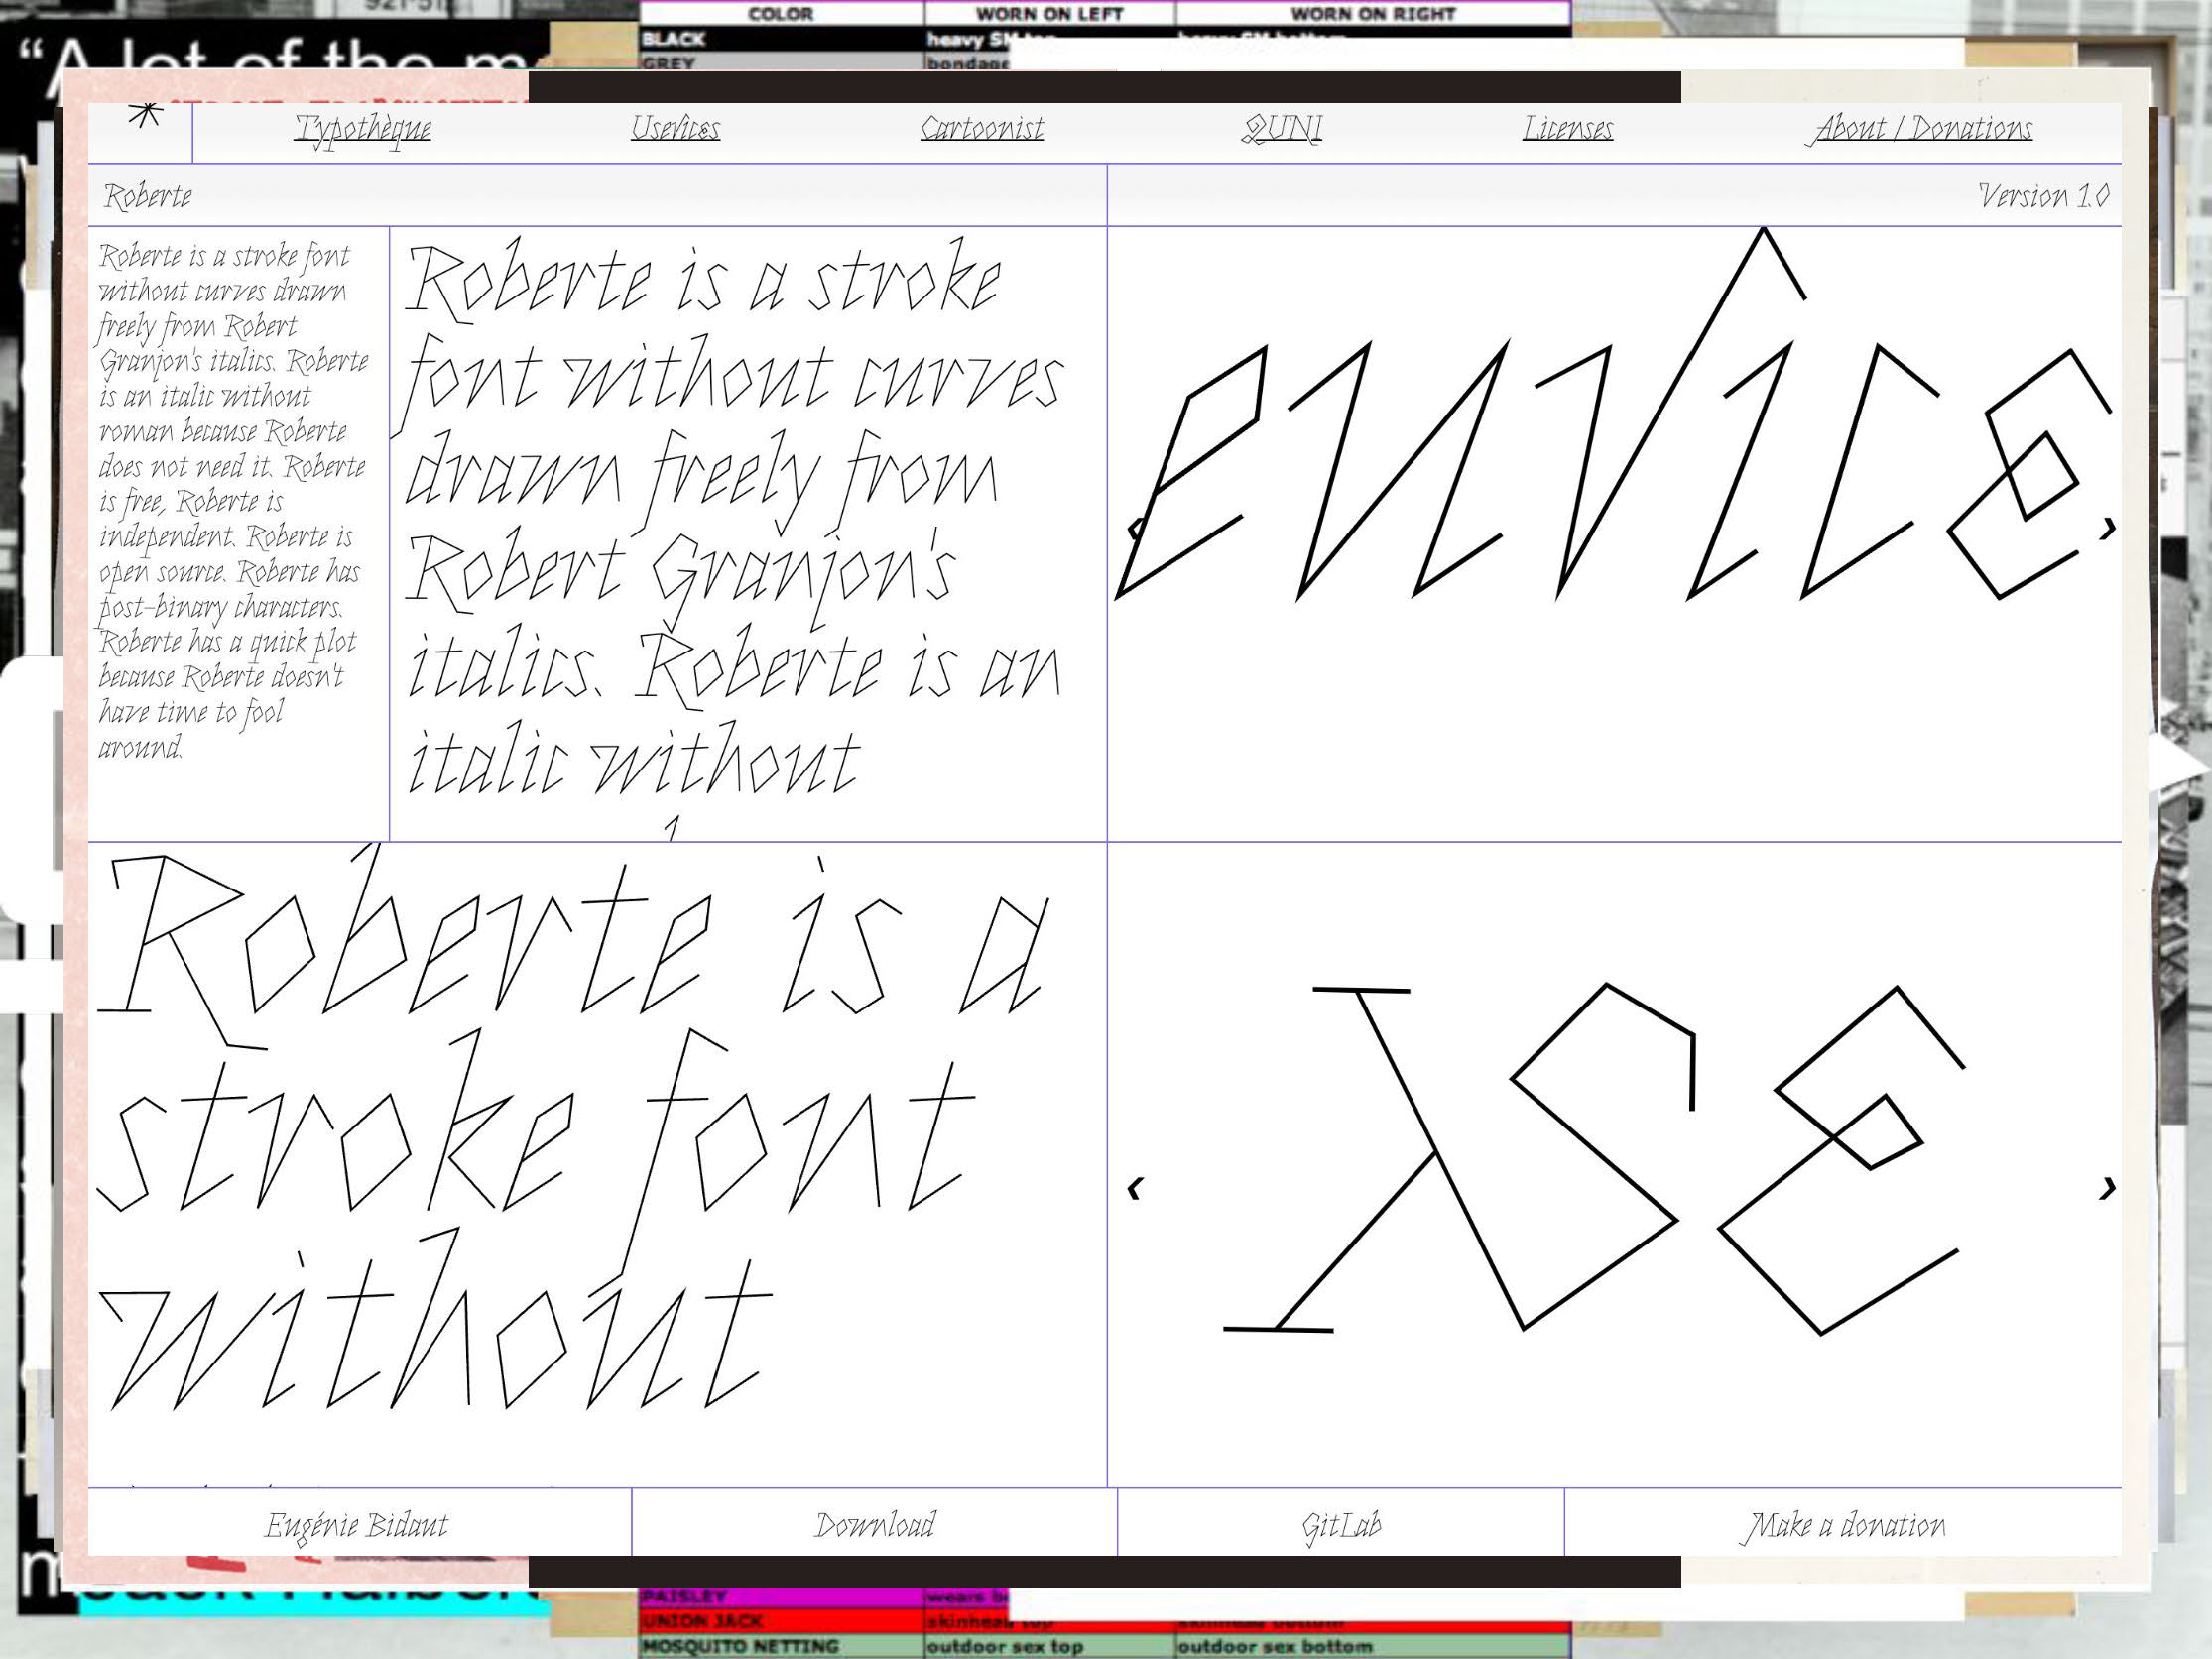 COLOR WORN ON LEFT WORN ON RIGHT
BLACK heavy SM top heavy SM bottom
GREY bondage
“A lot of the m
Typothèque Usevices Cartoonist QUNI Licenses About / Donations
Roberte Version 1.0
Roberte is a stroke font
without curves drawn
freely from Robert
Granjon's italics. Roberte
is an italic without
roman because Roberte
does not need it. Roberte
is free, Roberte is
independent. Roberte is
open source. Roberte has
post-binary characters.
Roberte has a quick plot
because Roberte doesn't
have time to fool
around.
Roberte is a stroke
font without curves
drawn freely from
Robert Granjon's
italics. Roberte is an
italic without
‹ ›
Roberte is a
stroke font
without
‹ ›
Eugénie Bidaut Download GitLab Make a donation
PAISLEY wears
UNION JACK skinhead top skinhead bottom
MOSQUITO NETTING outdoor sex top outdoor sex bottom